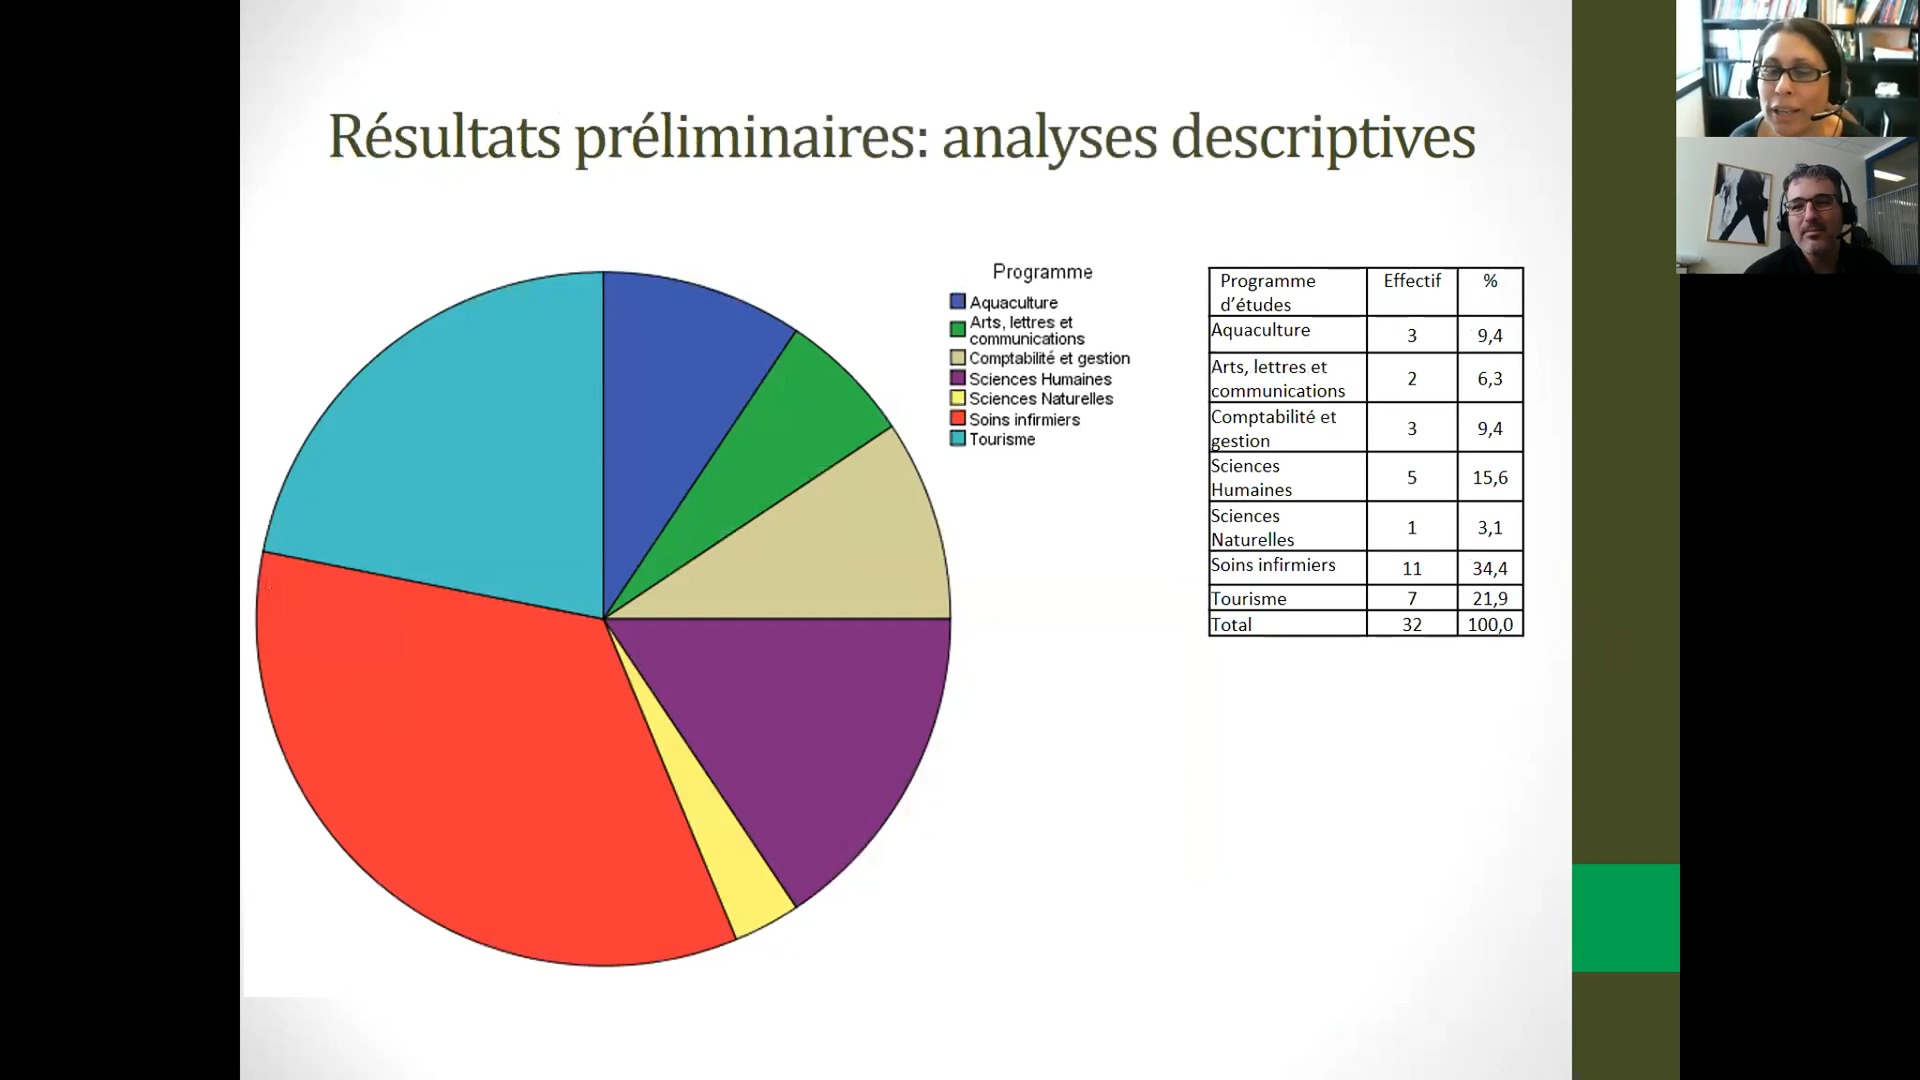 Résultats préliminaires: analyses descriptives
Programme
Aquaculture
Arts, lettres et
communications
Comptabilité et gestion
Sciences Humaines
Sciences Naturelles
Soins infirmiers
Tourisme
Programme
d’études
Effectif
%
Aquaculture
3
9,4
Arts, lettres et
communications
2
6,3
Comptabilité et
gestion
3
9,4
Sciences
Humaines
5
15,6
Sciences
Naturelles
1
3,1
Soins infirmiers
11
34,4
Tourisme
7
21,9
Total
32
100,0